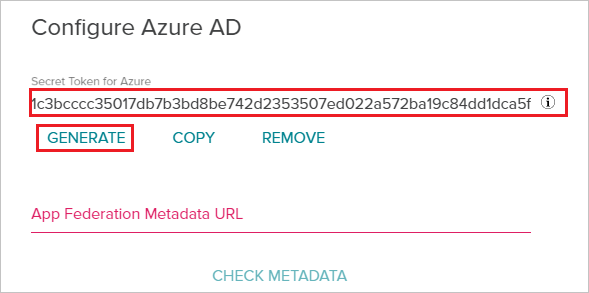 Configure Azure AD
Secret Token for Azure
1c3bcccc35017db7b3bd8be742d2353507ed022a572ba19c84dd1dca5f
GENERATE COPY REMOVE
App Federation Metadata URL
CHECK METADATA